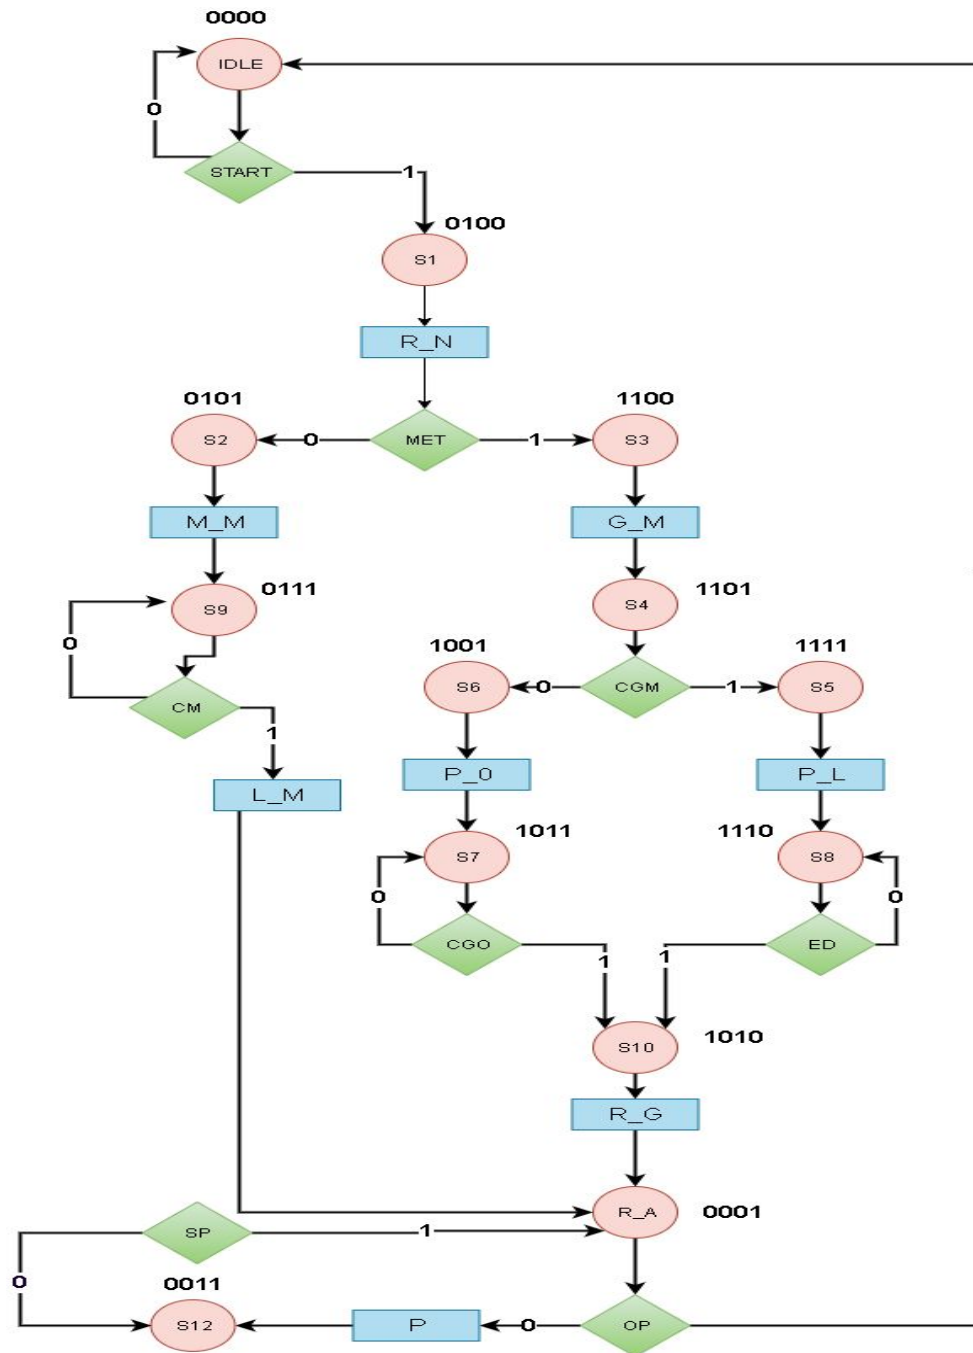 0000
IDLE
0
START
1
0100
S1
R_N
0101
1100
S2
0
MET
1
S3
M_M
G_M
S9
0111
S4
1101
0
1001
1111
CM
S6
0
CGM
1
S5
1
L_M
P_0
P_L
1011
1110
S7
S8
0
0
CGO
ED
1
1
S10
1010
R_G
R_A
0001
SP
1
0
0011
S12
P
0
OP